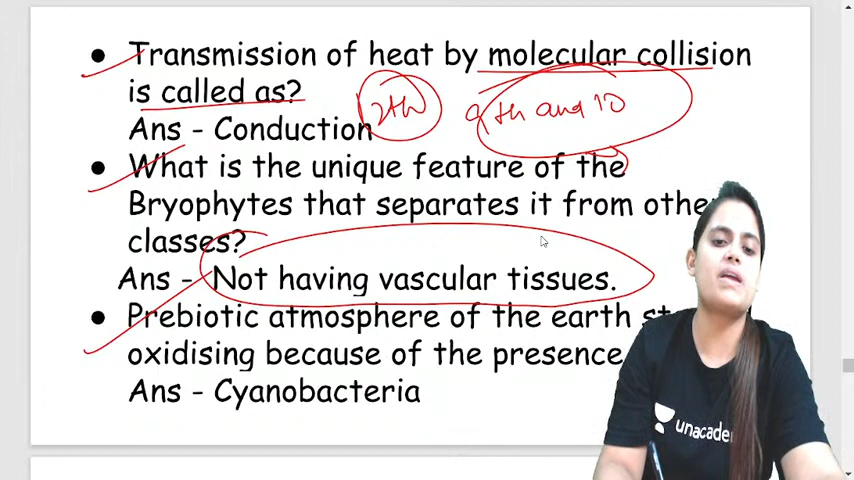 ● Transmission of heat by molecular collision
is called as?
Ans - Conduction
12th
9th and 10
● What is the unique feature of the
Bryophytes that separates it from other
classes?
Ans - Not having vascular tissues.
● Prebiotic atmosphere of the earth
oxidising because of the presence
Ans - Cyanobacteria
unacade